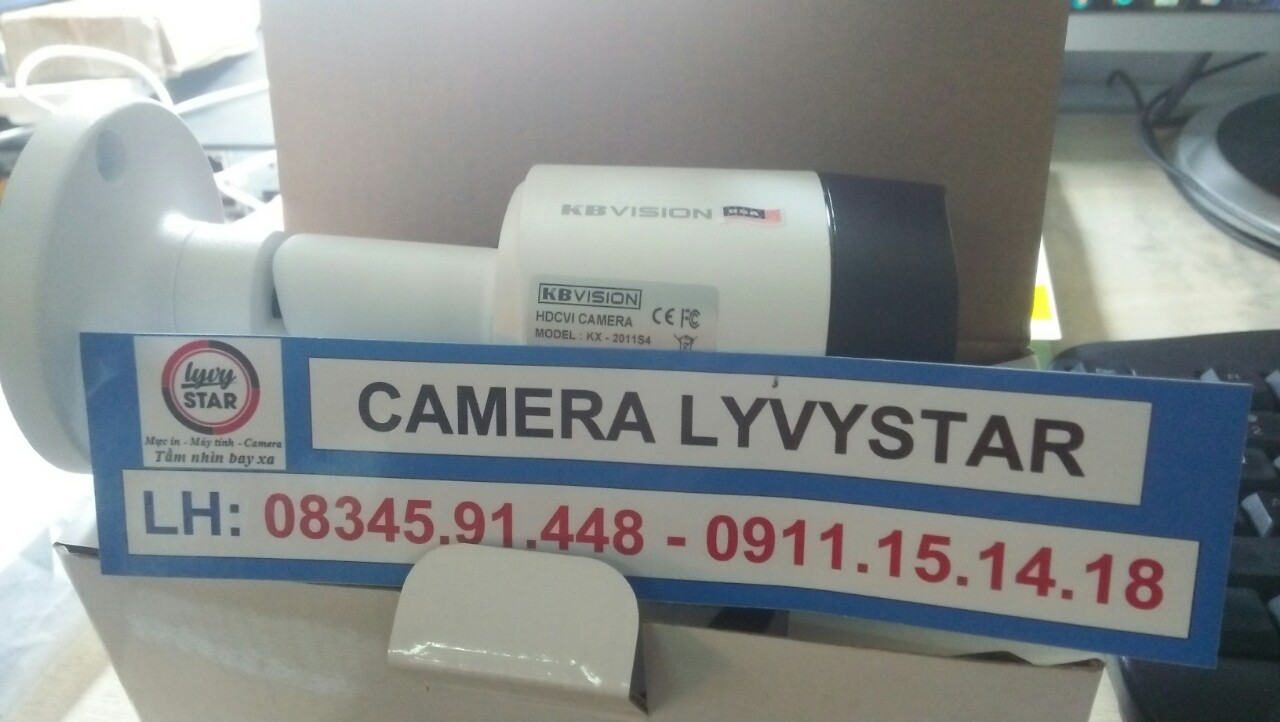 KBVISION USA
KBVISION
HDCVI CAMERA CE FC
MODEL : KX - 2011S4
lyvy
STAR
Mực in - Máy tính - Camera
Tầm nhìn bay xa
CAMERA LYVYSTAR
LH: 08345.91.448 - 0911.15.14.18